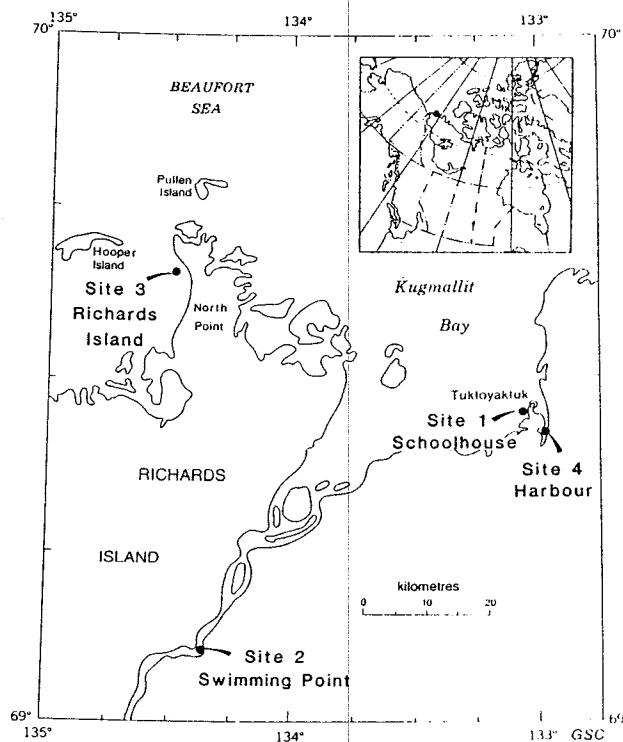 135°
134°
133°
70°
70°
BEAUFORT
SEA
Pullen
Island
Hooper
Island
Site 3
Richards
Island
North
Point
Kugmallit
Bay
Tuktoyaktuk
Site 1
Schoolhouse
Site 4
Harbour
RICHARDS
ISLAND
kilometres
0 10 20
Site 2
Swimming Point
69°
69°
135°
134°
133°
GSC